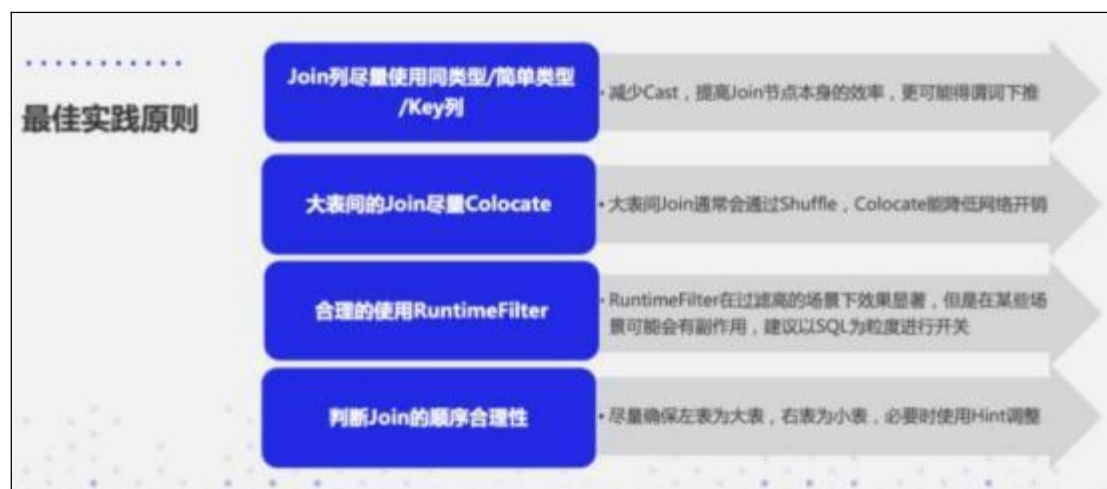 最佳实践原则
Join列尽量使用同类型/简单类型
/Key列
• 减少Cast，提高Join节点本身的效率，更可能得谓词下推
大表间的Join尽量Colocate
• 大表间Join通常会通过Shuffle，Colocate能降低网络开销
合理的使用RuntimeFilter
• RuntimeFilter在过滤高的场景下效果显著，但是在某些场
景可能会有副作用，建议以SQL为粒度进行开关
判断Join的顺序合理性
• 尽量确保左表为大表，右表为小表，必要时使用Hint调整